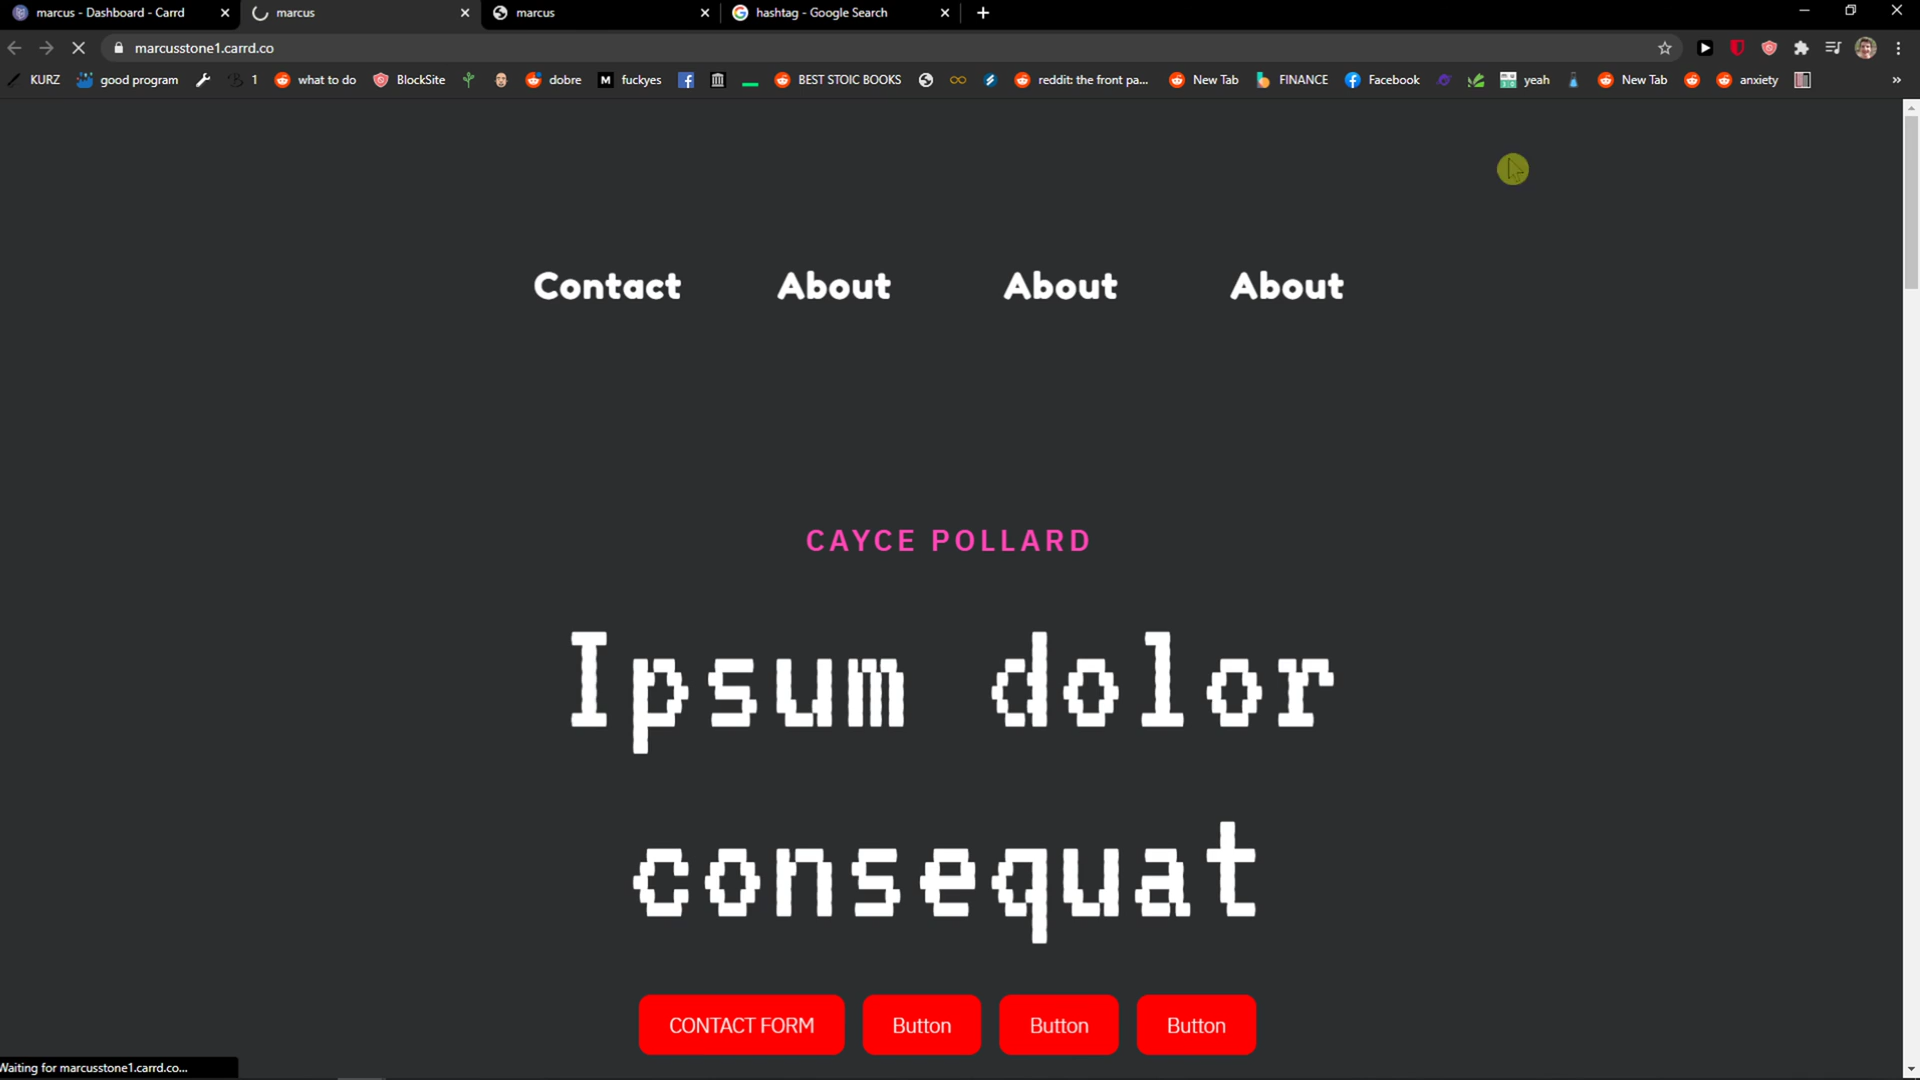 marcus - Dashboard - Carrd
marcus
marcus
hashtag - Google Search
marcusstone1.carrd.co
KURZ
good program
1
what to do
BlockSite
dobre
fuckyes
BEST STOIC BOOKS
reddit: the front pa...
New Tab
FINANCE
Facebook
yeah
New Tab
anxiety
Contact
About
About
About
CAYCE POLLARD
Ipsum dolor
consequat
CONTACT FORM
Button
Button
Button
Waiting for marcusstone1.carrd.co...